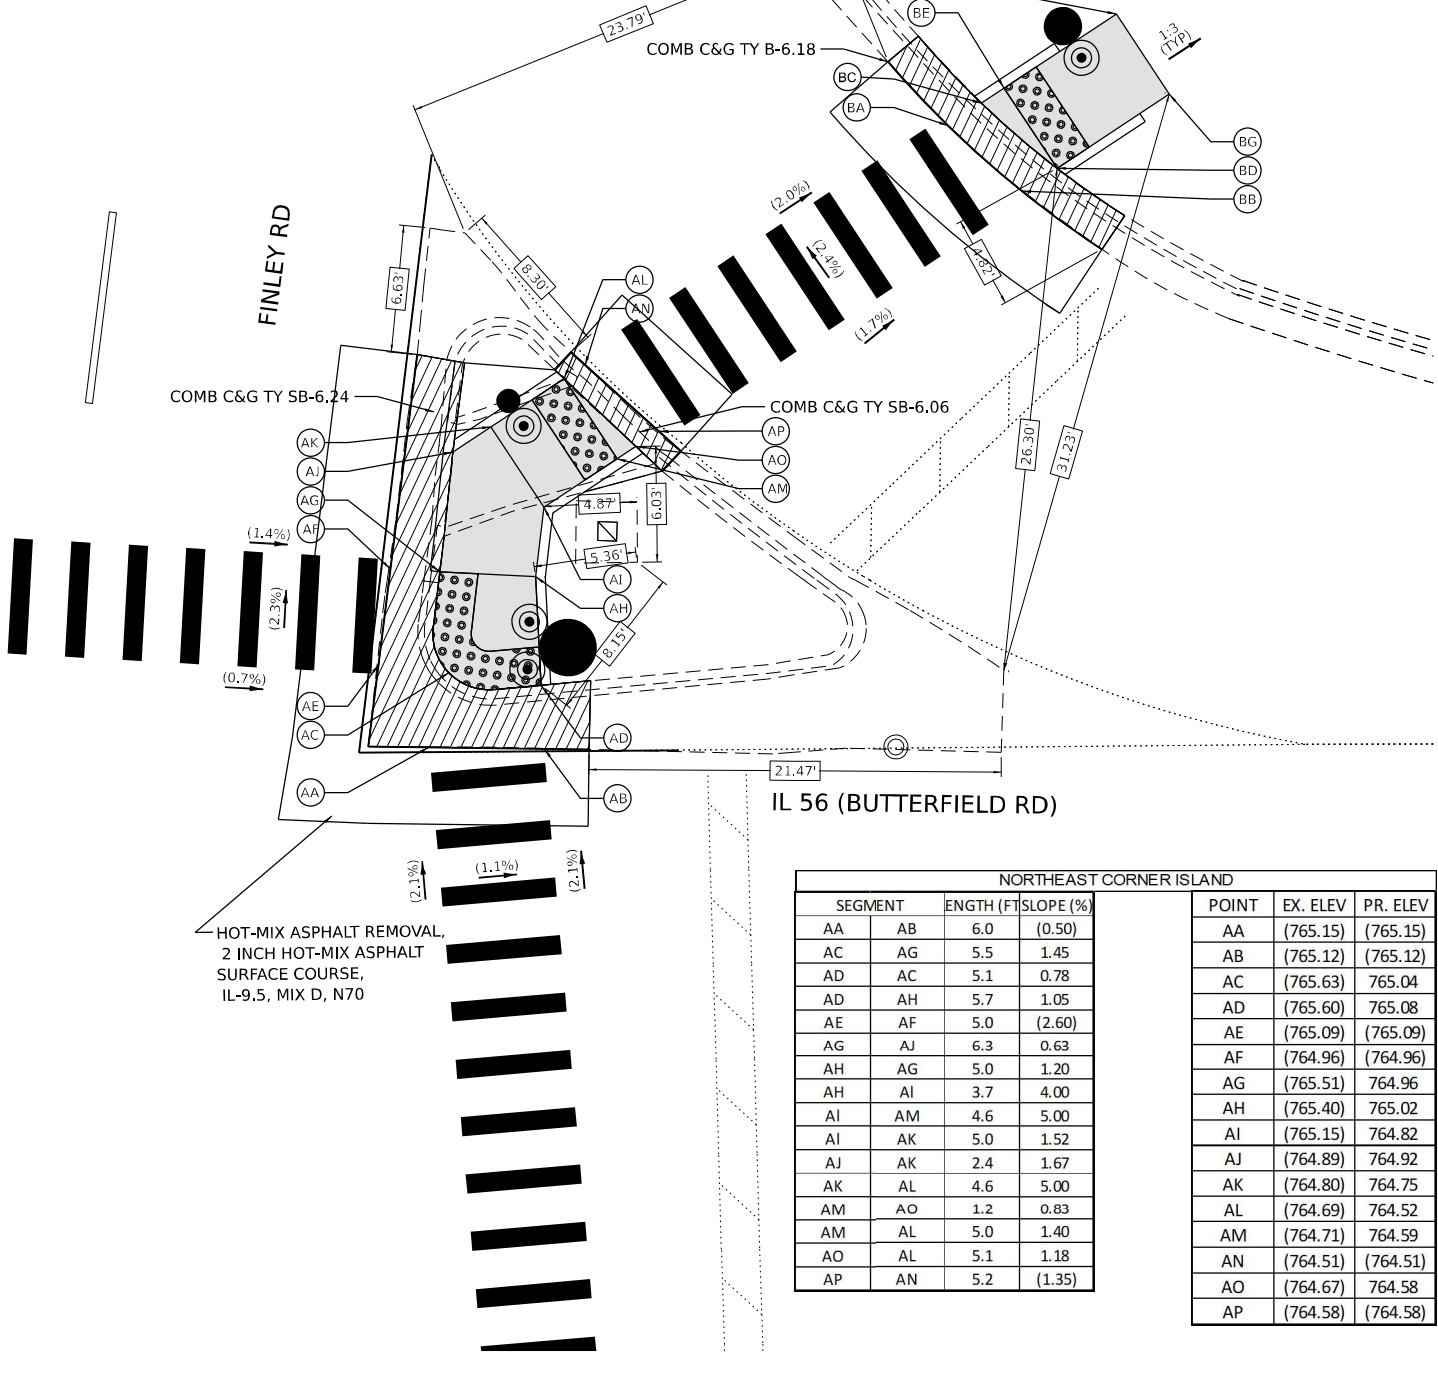 23.79'
BE
1:3
(TYP)
COMB C&G TY B-6.18
BC
BA
BG
BD
BB
(2.0%)
(2.4%)
4.82'
(1.7%)
FINLEY RD
6.63'
8.30'
AL
AN
COMB C&G TY SB-6.24
COMB C&G TY SB-6.06
AK
AJ
AG
AF
AP
AO
AM
26.30'
31.23'
4.87'
6.03'
5.36'
(1.4%)
(2.3%)
(0.7%)
AI
AH
8.15'
AE
AC
AD
AA
AB
21.47'
IL 56 (BUTTERFIELD RD)
(2.1%)
(1.1%)
(2.1%)
HOT-MIX ASPHALT REMOVAL,
2 INCH HOT-MIX ASPHALT
SURFACE COURSE,
IL-9.5, MIX D, N70
NORTHEAST CORNER ISLAND
SEGMENT ENGTH (FT SLOPE (%)
AA AB 6.0 (0.50)
AC AG 5.5 1.45
AD AC 5.1 0.78
AD AH 5.7 1.05
AE AF 5.0 (2.60)
AG AJ 6.3 0.63
AH AG 5.0 1.20
AH AI 3.7 4.00
AI AM 4.6 5.00
AI AK 5.0 1.52
AJ AK 2.4 1.67
AK AL 4.6 5.00
AM AO 1.2 0.83
AM AL 5.0 1.40
AO AL 5.1 1.18
AP AN 5.2 (1.35)
POINT EX. ELEV PR. ELEV
AA (765.15) (765.15)
AB (765.12) (765.12)
AC (765.63) 765.04
AD (765.60) 765.08
AE (765.09) (765.09)
AF (764.96) (764.96)
AG (765.51) 764.96
AH (765.40) 765.02
AI (765.15) 764.82
AJ (764.89) 764.92
AK (764.80) 764.75
AL (764.69) 764.52
AM (764.71) 764.59
AN (764.51) (764.51)
AO (764.67) 764.58
AP (764.58) (764.58)